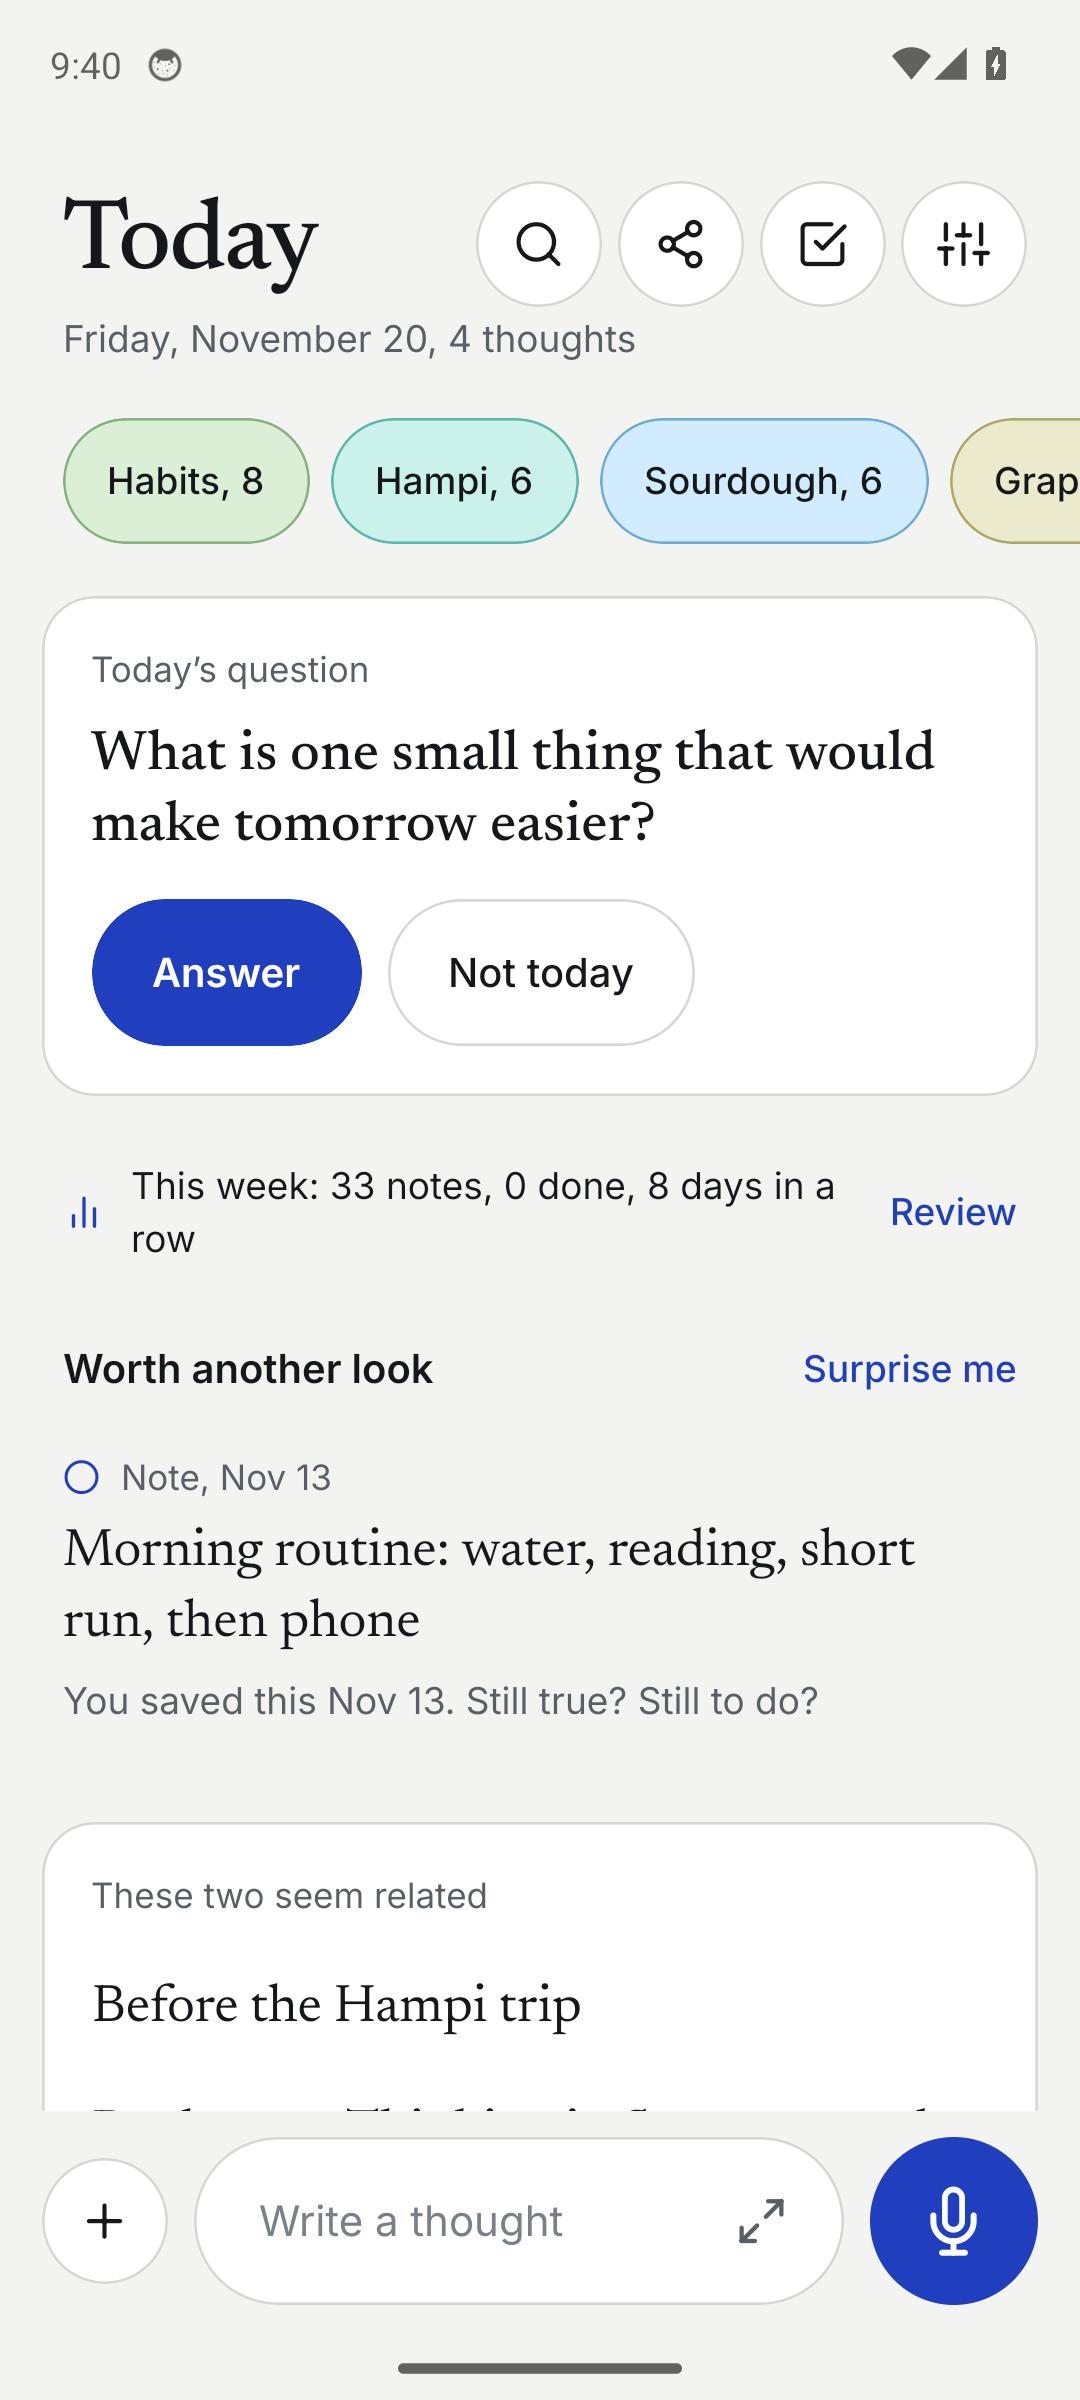 9:40
Today
Friday, November 20, 4 thoughts
Habits, 8
Hampi, 6
Sourdough, 6
Today’s question
What is one small thing that would
make tomorrow easier?
Answer
Not today
This week: 33 notes, 0 done, 8 days in a
row
Review
Worth another look
Surprise me
Note, Nov 13
Morning routine: water, reading, short
run, then phone
You saved this Nov 13. Still true? Still to do?
These two seem related
Before the Hampi trip
Write a thought